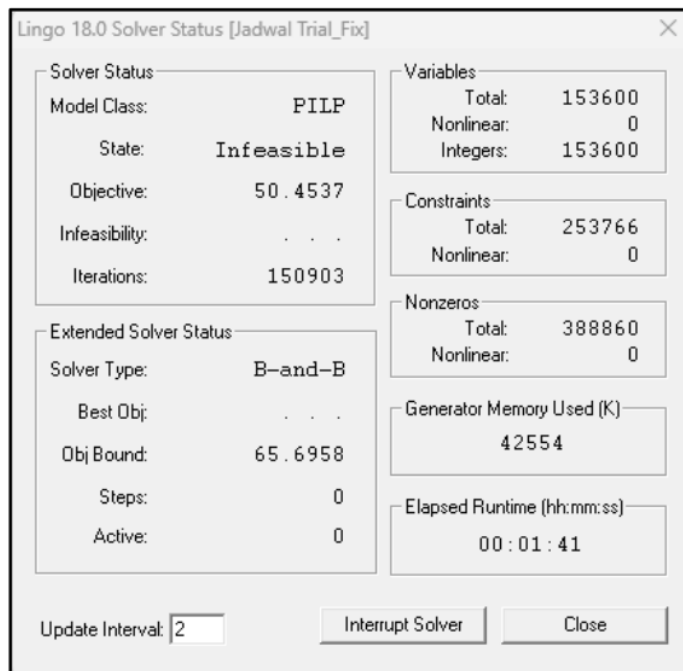 Lingo 18.0 Solver Status [Jadwal Trial_Fix]
Solver Status
Model Class: PILP
State: Infeasible
Objective: 50.4537
Infeasibility: . . .
Iterations: 150903
Extended Solver Status
Solver Type: B-and-B
Best Obj: . . .
Obj Bound: 65.6958
Steps: 0
Active: 0
Variables
Total: 153600
Nonlinear: 0
Integers: 153600
Constraints
Total: 253766
Nonlinear: 0
Nonzeros
Total: 388860
Nonlinear: 0
Generator Memory Used (K)
42554
Elapsed Runtime (hh:mm:ss)
00:01:41
Update Interval: 2
Interrupt Solver
Close